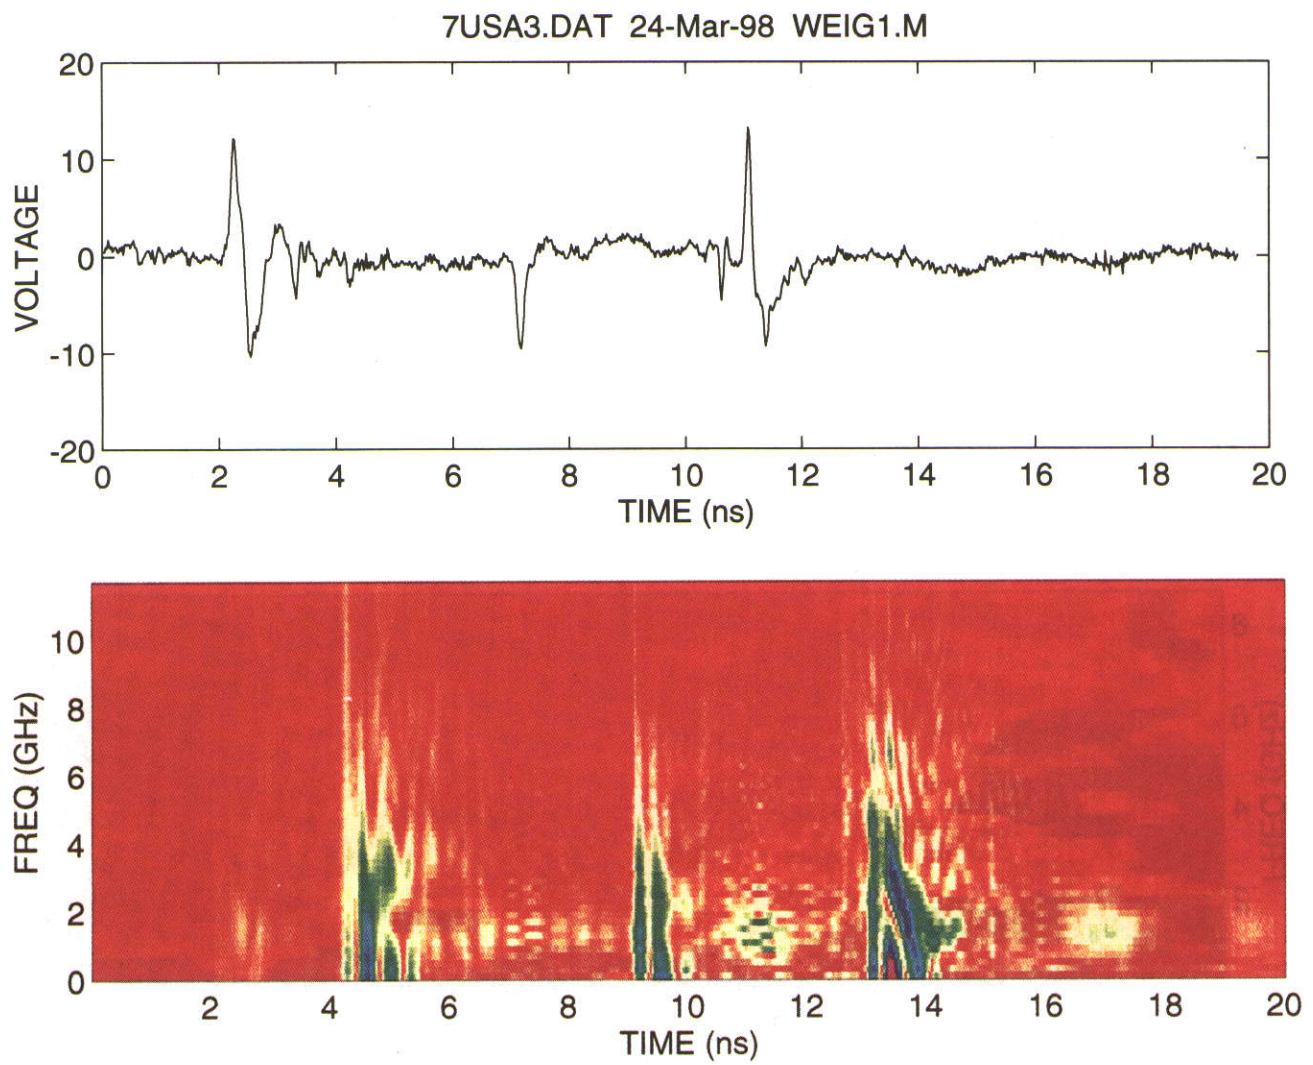 7USA3.DAT 24-Mar-98 WEIG1.M
20
10
0
-10
-20
VOLTAGE
0 2 4 6 8 10 12 14 16 18 20
TIME (ns)
10
8
6
4
2
0
FREQ (GHz)
2 4 6 8 10 12 14 16 18 20
TIME (ns)